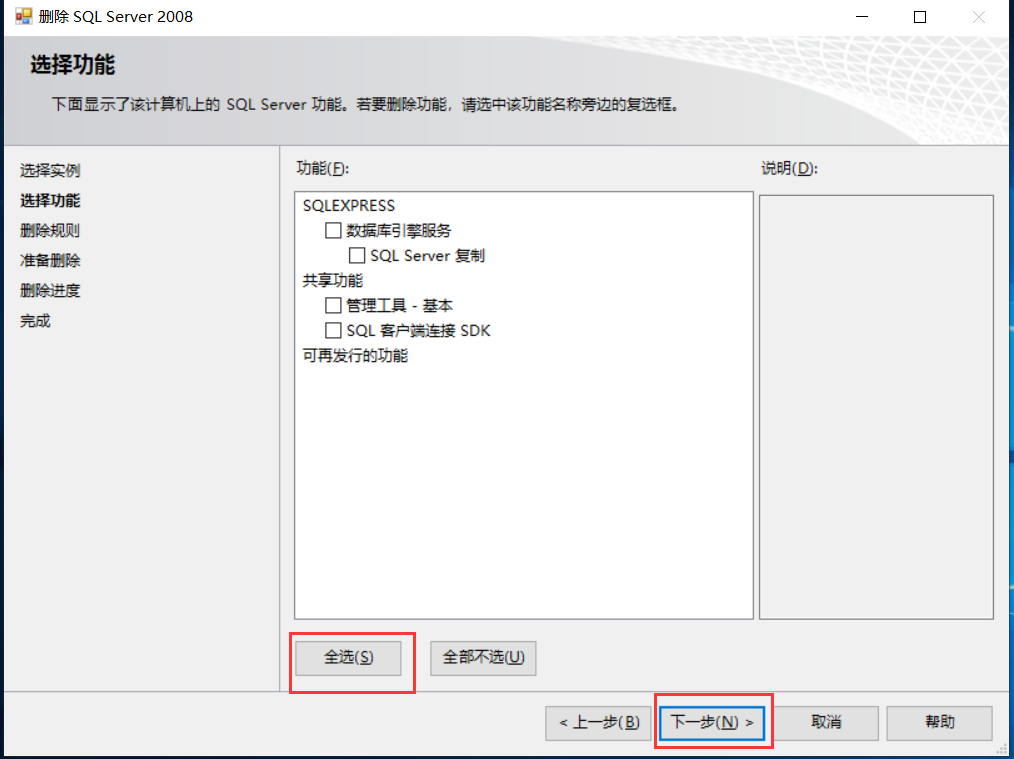 删除 SQL Server 2008
选择功能
下面显示了该计算机上的 SQL Server 功能。若要删除功能，请选中该功能名称旁边的复选框。
选择实例
选择功能
删除规则
准备删除
删除进度
完成
功能(F):
SQLEXPRESS
数据库引擎服务
SQL Server 复制
共享功能
管理工具 - 基本
SQL 客户端连接 SDK
可再发行的功能
说明(D):
全选(S)
全部不选(U)
< 上一步(B)
下一步(N) >
取消
帮助